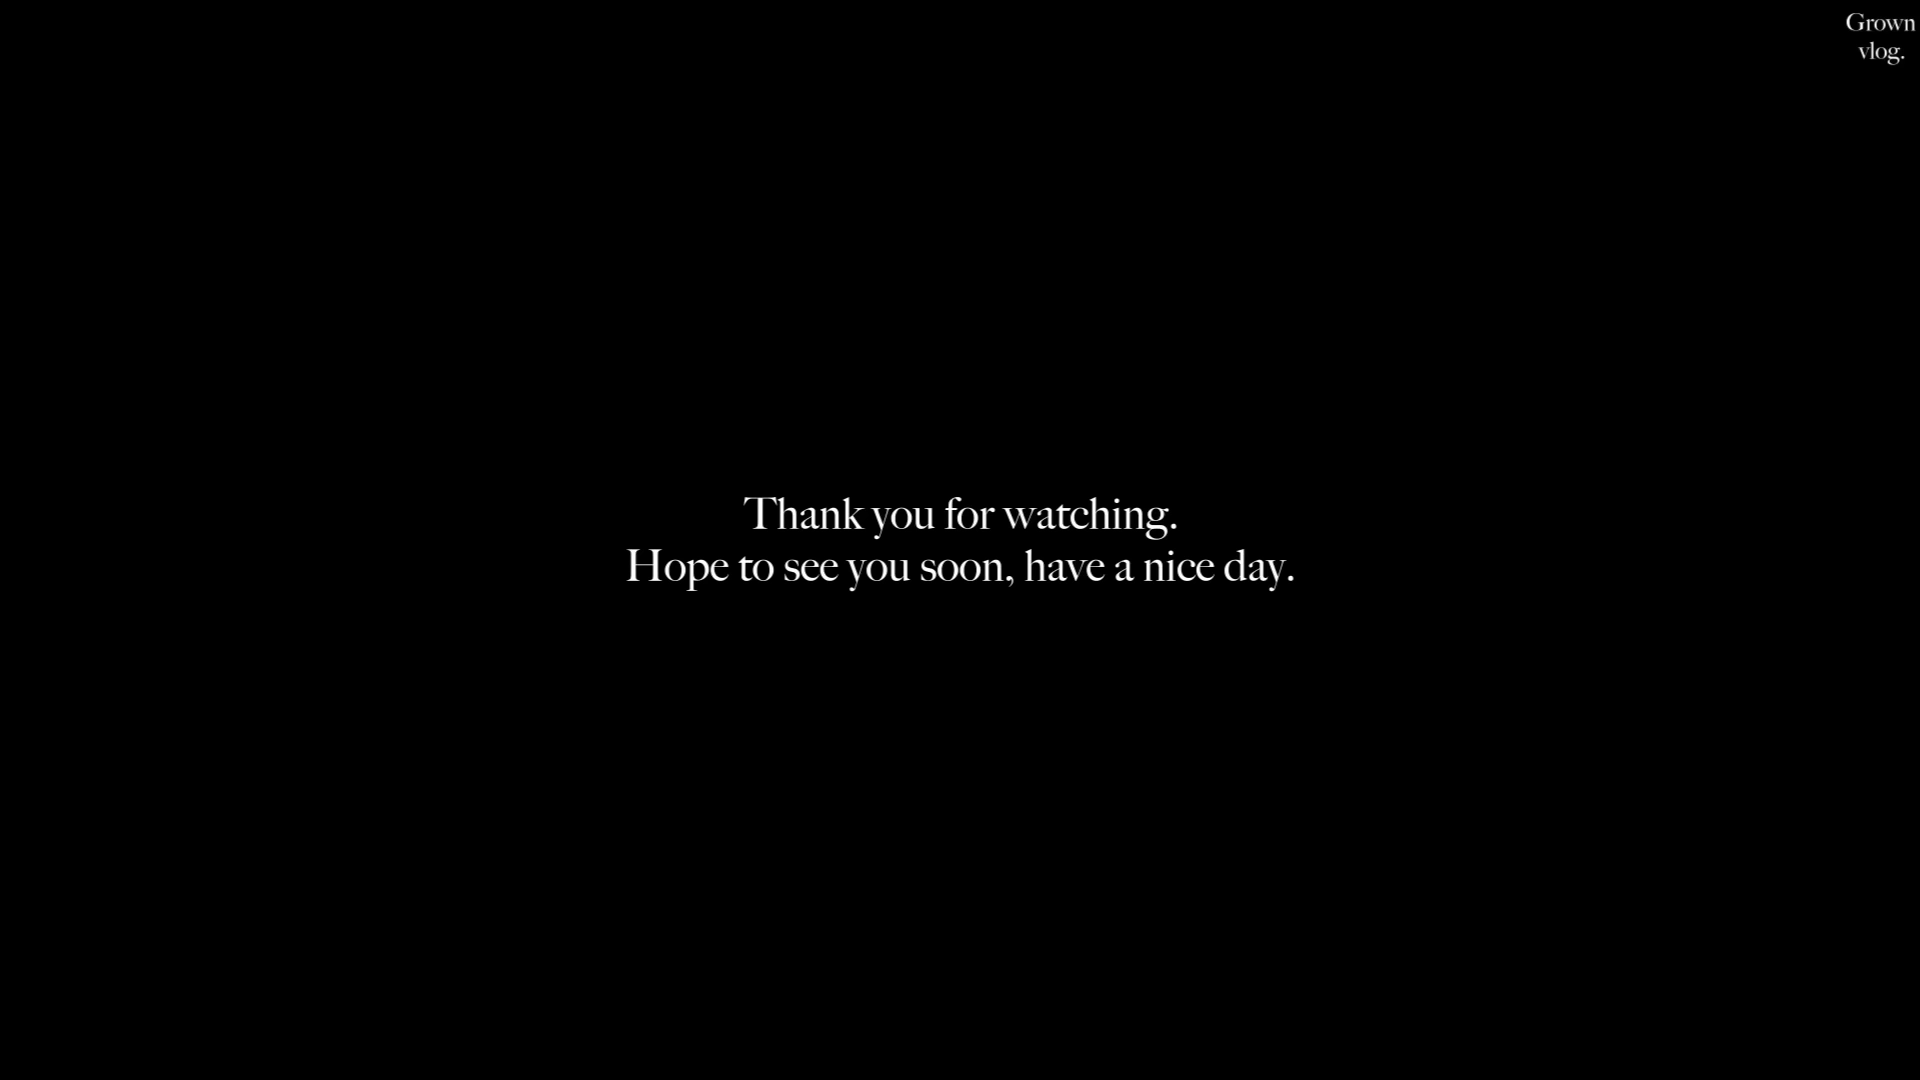 Grown
vlog.
Thank you for watching.
Hope to see you soon, have a nice day.